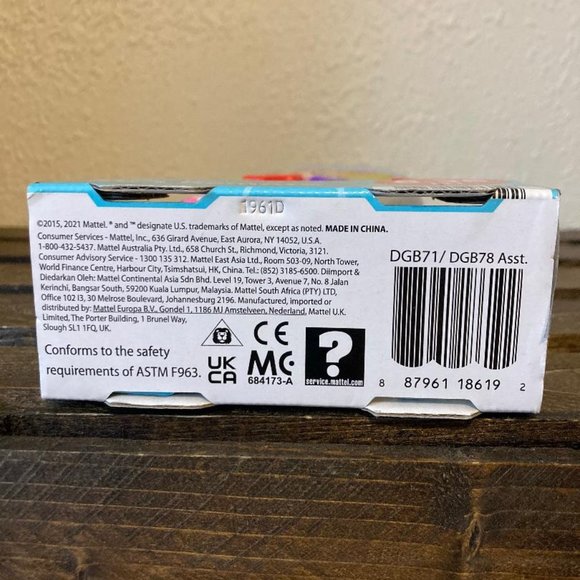 1961D
©2015, 2021 Mattel. ® and ™ designate U.S. trademarks of Mattel, except as noted. MADE IN CHINA.
Consumer Services - Mattel, Inc., 636 Girard Avenue, East Aurora, NY 14052, U.S.A.
1-800-432-5437. Mattel Australia Pty. Ltd., 658 Church St., Richmond, Victoria, 3121.
Consumer Advisory Service - 1300 135 312. Mattel East Asia Ltd., Room 503-09, North Tower,
World Finance Centre, Harbour City, Tsimshatsui, HK, China. Tel.: (852) 3185-6500. Diimport &
Diedarkan Oleh: Mattel Continental Asia Sdn Bhd. Level 19, Tower 3, Avenue 7, No. 8 Jalan
Kerinchi, Bangsar South, 59200 Kuala Lumpur, Malaysia. Mattel South Africa (PTY) LTD,
Office 102 I3, 30 Melrose Boulevard, Johannesburg 2196. Manufactured, imported or
distributed by: Mattel Europa B.V., Gondel 1, 1186 MJ Amstelveen, Nederland. Mattel U.K.
Limited, The Porter Building, 1 Brunel Way,
Slough SL1 1FQ, UK.
Conforms to the safety
requirements of ASTM F963.
UK
CA
CE
MC
684173-A
?
service.mattel.com
DGB71/ DGB78 Asst.
8 87961 18619 2